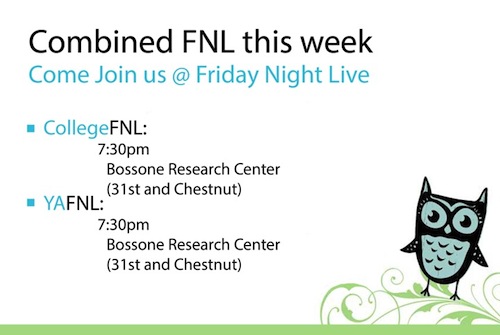 Combined FNL this week
Come Join us @ Friday Night Live
CollegeFNL:
7:30pm
Bossone Research Center
(31st and Chestnut)
YAFNL:
7:30pm
Bossone Research Center
(31st and Chestnut)